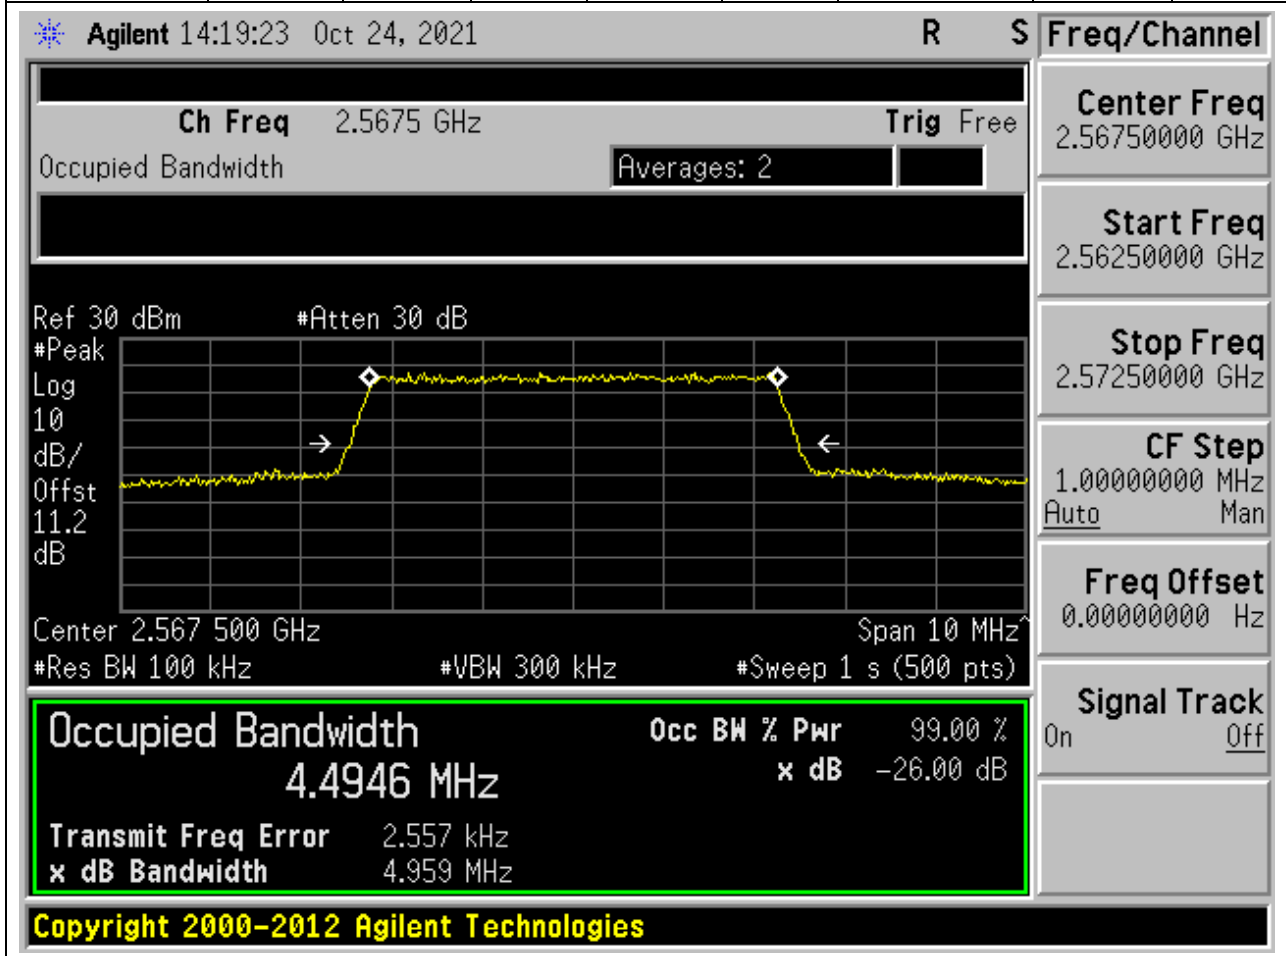 Agilent 14:19:23 Oct 24, 2021 R S
Freq/Channel
Ch Freq 2.5675 GHz Trig Free
Occupied Bandwidth Averages: 2
Center Freq
2.56750000 GHz
Start Freq
2.56250000 GHz
Stop Freq
2.57250000 GHz
CF Step
1.00000000 MHz
Auto Man
Freq Offset
0.00000000 Hz
Signal Track
On Off
Ref 30 dBm #Atten 30 dB
#Peak
Log
10
dB/
Offst
11.2
dB
Center 2.567 500 GHz Span 10 MHz^
#Res BW 100 kHz #VBW 300 kHz #Sweep 1 s (500 pts)
Occupied Bandwidth Occ BW % Pwr 99.00 %
4.4946 MHz x dB -26.00 dB
Transmit Freq Error 2.557 kHz
x dB Bandwidth 4.959 MHz
Copyright 2000-2012 Agilent Technologies